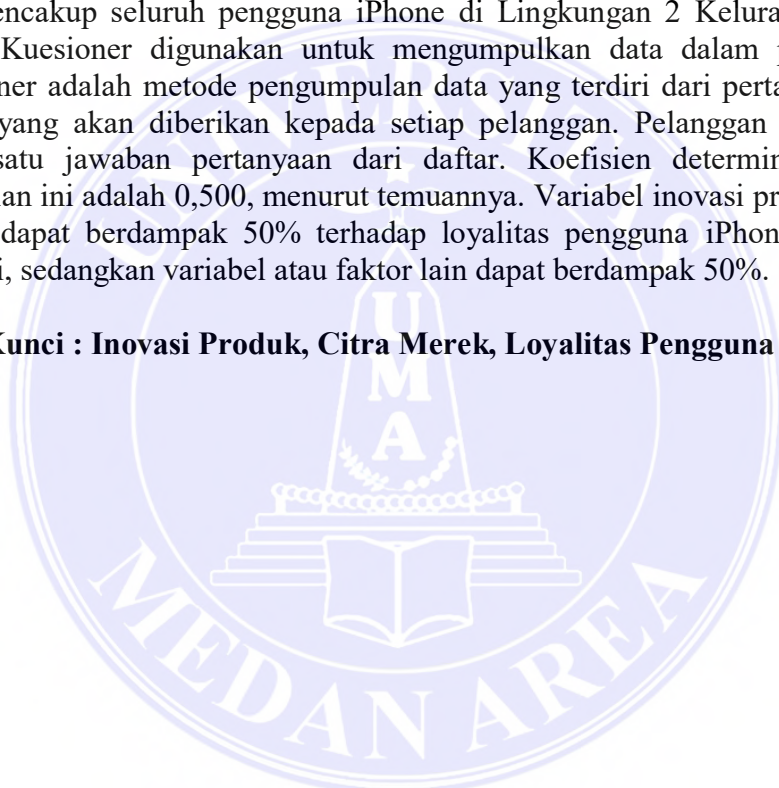 encakup seluruh pengguna iPhone di Lingkungan 2 Kelura
Kuesioner digunakan untuk mengumpulkan data dalam p
ner adalah metode pengumpulan data yang terdiri dari perta
yang akan diberikan kepada setiap pelanggan. Pelanggan
satu jawaban pertanyaan dari daftar. Koefisien determin
an ini adalah 0,500, menurut temuannya. Variabel inovasi pr
dapat berdampak 50% terhadap loyalitas pengguna iPhon
i, sedangkan variabel atau faktor lain dapat berdampak 50%.
Kunci : Inovasi Produk, Citra Merek, Loyalitas Pengguna
UNIVERSITAS
UMA
MEDAN AREA